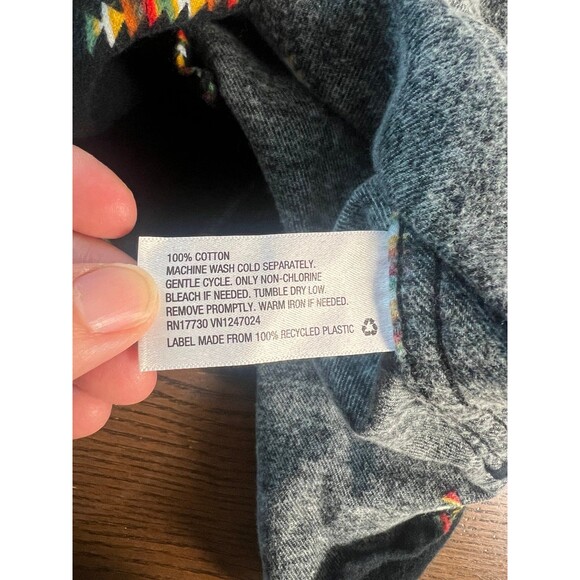 100% COTTON
MACHINE WASH COLD SEPARATELY.
GENTLE CYCLE. ONLY NON-CHLORINE
BLEACH IF NEEDED. TUMBLE DRY LOW.
REMOVE PROMPTLY. WARM IRON IF NEEDED.
RN17730 VN1247024
LABEL MADE FROM 100% RECYCLED PLASTIC